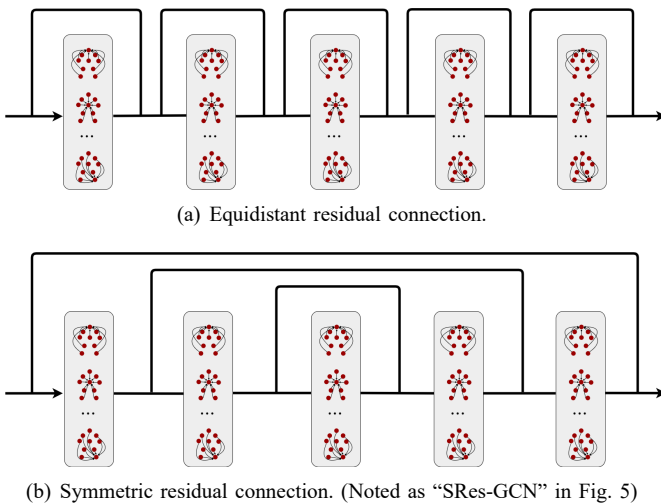 (a) Equidistant residual connection.
(b) Symmetric residual connection. (Noted as “SRes-GCN” in Fig. 5)